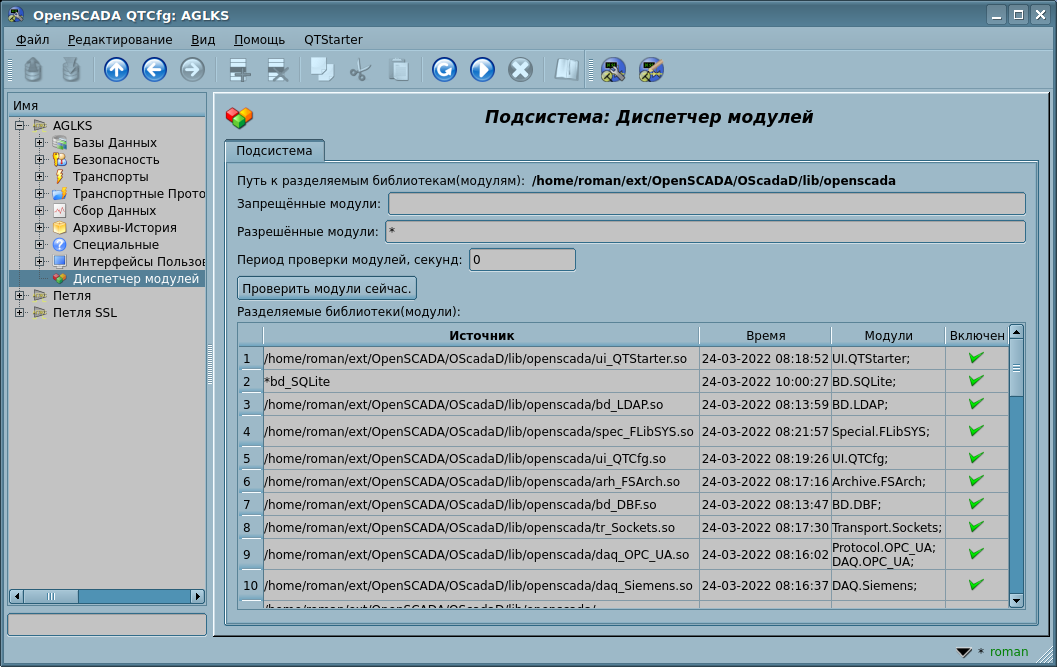 OpenSCADA QTCfg: AGLKS
Файл Редактирование Вид Помощь QTStarter
Имя
AGLKS
Базы Данных
Безопасность
Транспорты
Транспортные Прото
Сбор Данных
Архивы-История
Специальные
Интерфейсы Пользов
Диспетчер модулей
Петля
Петля SSL
Подсистема: Диспетчер модулей
Подсистема
Путь к разделяемым библиотекам(модулям): /home/roman/ext/OpenSCADA/OScadaD/lib/openscada
Запрещённые модули:
Разрешённые модули: *
Период проверки модулей, секунд: 0
Проверить модули сейчас.
Разделяемые библиотеки(модули):
Источник Время Модули Включен
1 /home/roman/ext/OpenSCADA/OScadaD/lib/openscada/ui_QTStarter.so 24-03-2022 08:18:52 UI.QTStarter;
2 *bd_SQLite 24-03-2022 10:00:27 BD.SQLite;
3 /home/roman/ext/OpenSCADA/OScadaD/lib/openscada/bd_LDAP.so 24-03-2022 08:13:59 BD.LDAP;
4 /home/roman/ext/OpenSCADA/OScadaD/lib/openscada/spec_FLibSYS.so 24-03-2022 08:21:57 Special.FLibSYS;
5 /home/roman/ext/OpenSCADA/OScadaD/lib/openscada/ui_QTCfg.so 24-03-2022 08:19:26 UI.QTCfg;
6 /home/roman/ext/OpenSCADA/OScadaD/lib/openscada/arh_FSArch.so 24-03-2022 08:17:16 Archive.FSArch;
7 /home/roman/ext/OpenSCADA/OScadaD/lib/openscada/bd_DBF.so 24-03-2022 08:13:47 BD.DBF;
8 /home/roman/ext/OpenSCADA/OScadaD/lib/openscada/tr_Sockets.so 24-03-2022 08:17:30 Transport.Sockets;
9 /home/roman/ext/OpenSCADA/OScadaD/lib/openscada/daq_OPC_UA.so 24-03-2022 08:16:02 Protocol.OPC_UA;
DAQ.OPC_UA;
10 /home/roman/ext/OpenSCADA/OScadaD/lib/openscada/daq_Siemens.so 24-03-2022 08:16:37 DAQ.Siemens;
* roman